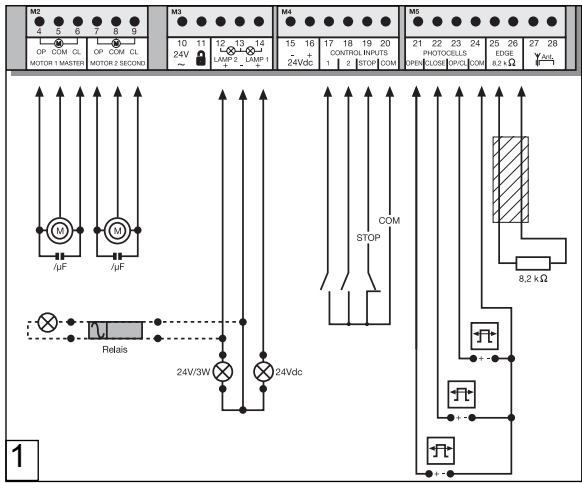 M2 M3 M4 M5
4 5 6 7 8 9 10 11 12 13 14 15 16 17 18 19 20 21 22 23 24 25 26 27 28
M M 24V - + CONTROL INPUTS PHOTOCELLS EDGE Ant.
OP COM CL OP COM CL ~ LAMP 2 LAMP 1 24Vdc 1 2 STOP COM OPEN CLOSE OP/CL COM 8.2 kΩ
MOTOR 1 MASTER MOTOR 2 SECOND + - +
COM
M M STOP
/µF /µF
8,2 kΩ
Relais
+ -
24V/3W 24Vdc
+ -
1
+ -